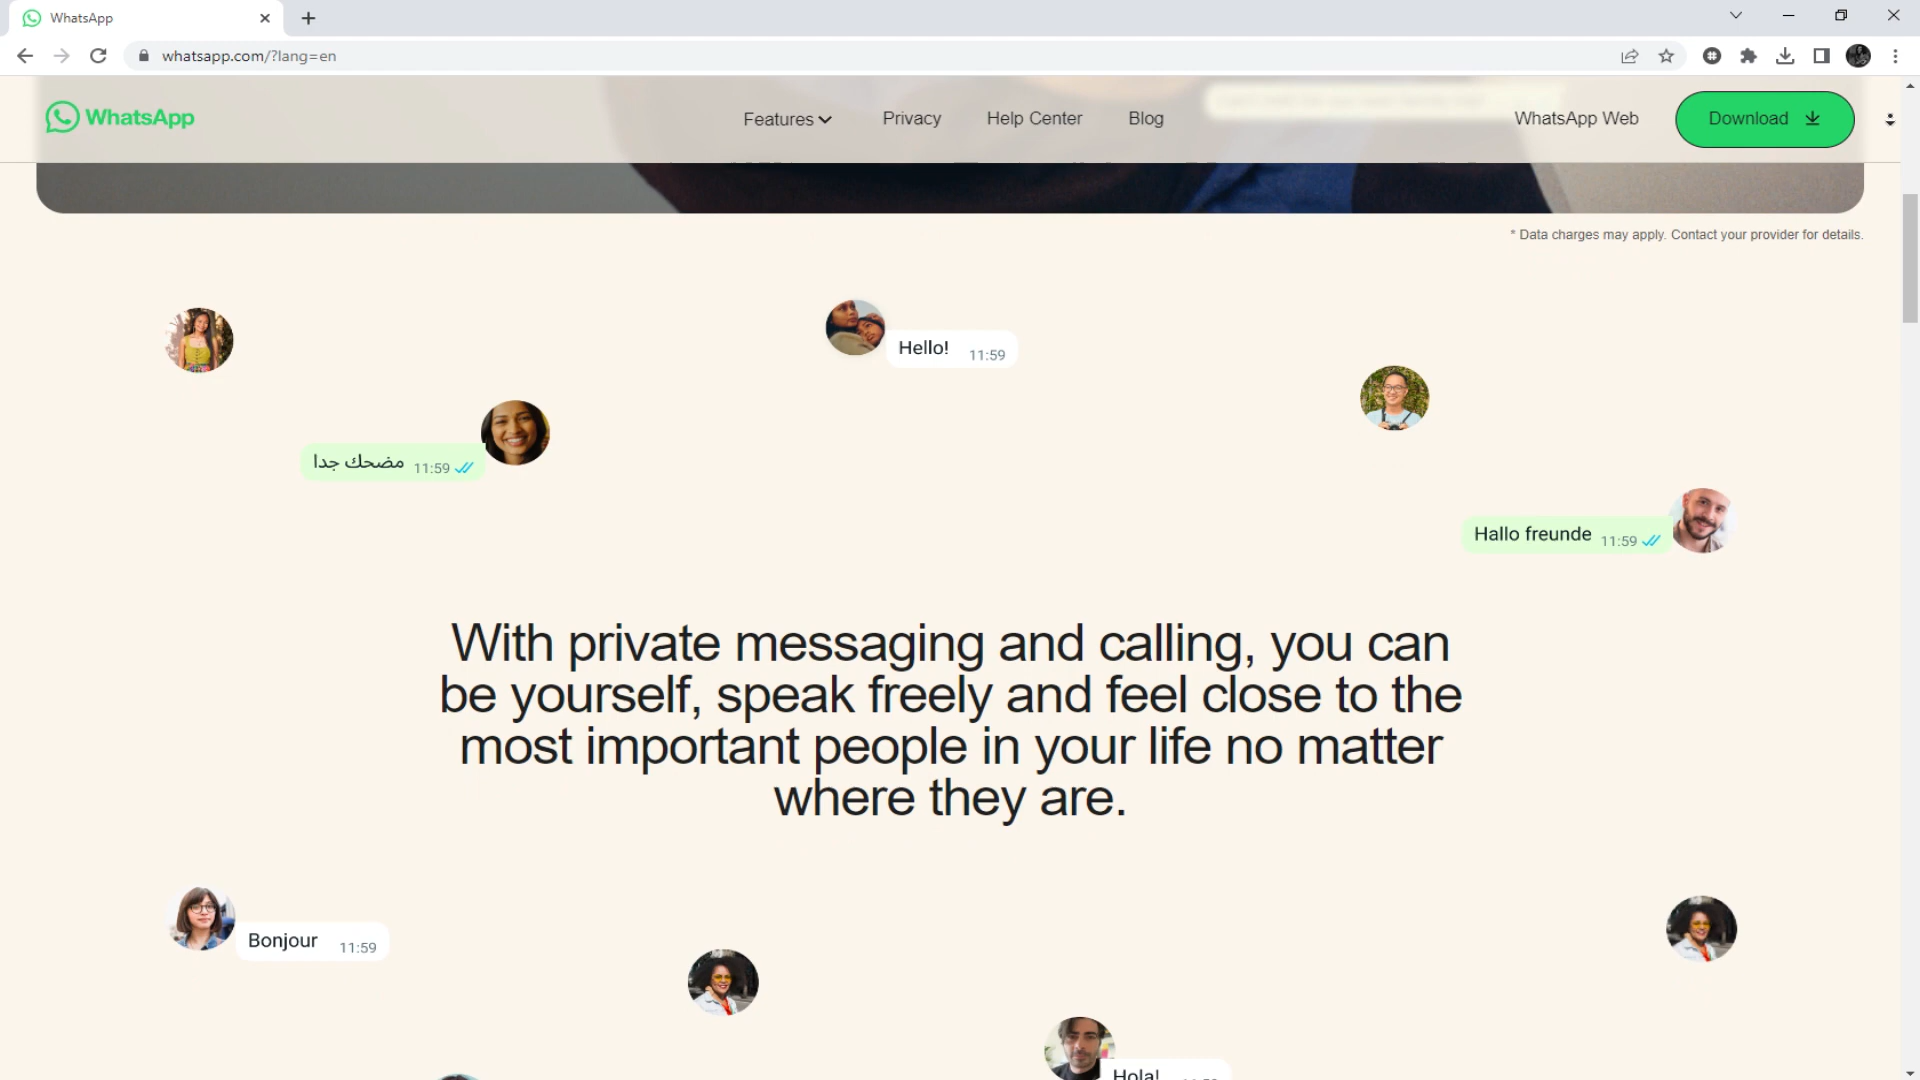 WhatsApp
whatsapp.com/?lang=en
WhatsApp
Features
Privacy
Help Center
Blog
WhatsApp Web
Download
* Data charges may apply. Contact your provider for details.
Hello! 11:59
مضحك جدا 11:59
Hallo freunde 11:59
With private messaging and calling, you can
be yourself, speak freely and feel close to the
most important people in your life no matter
where they are.
Bonjour 11:59
Hola!